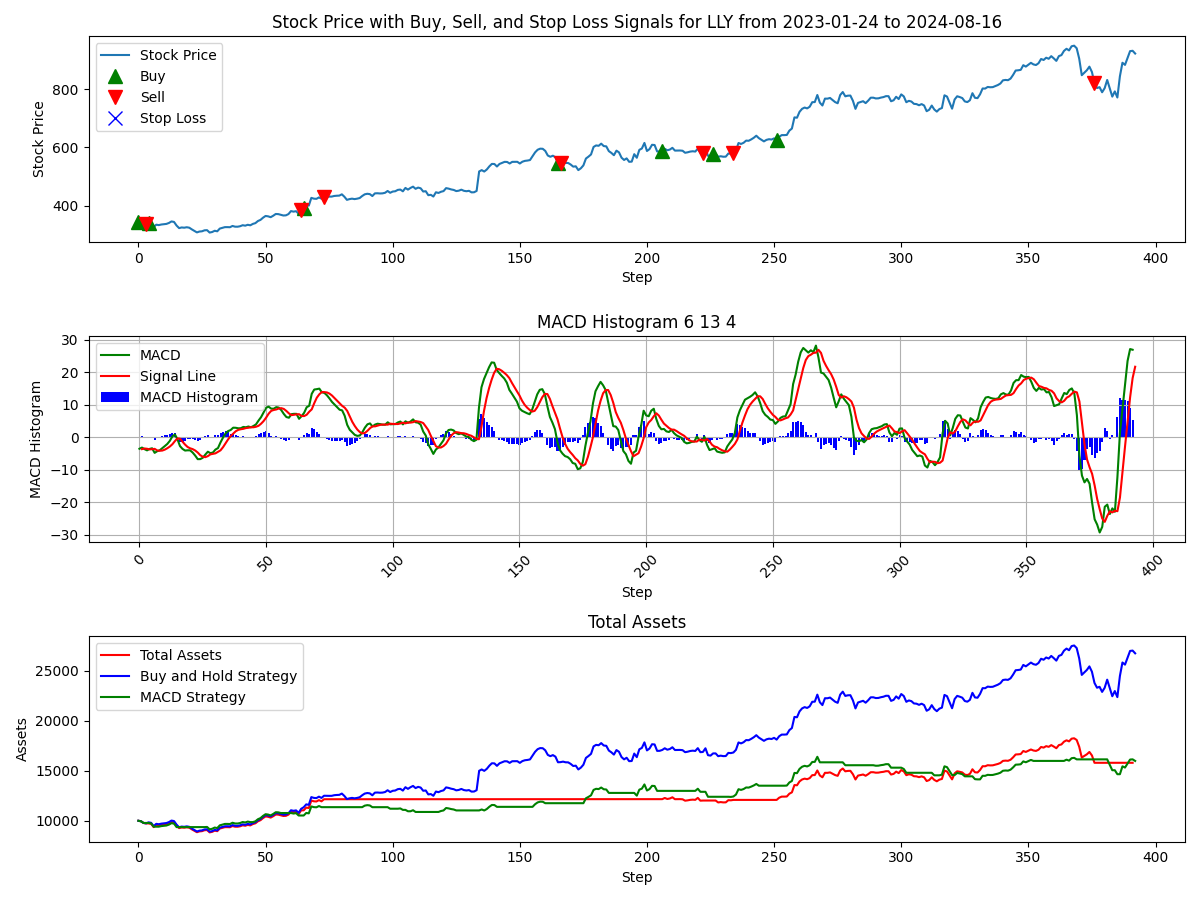 Stock Price with Buy, Sell, and Stop Loss Signals for LLY from 2023-01-24 to 2024-08-16
Stock Price
Buy
Sell
Stop Loss
Stock Price
800
600
400
0 50 100 150 200 250 300 350 400
Step
MACD Histogram 6 13 4
MACD
Signal Line
MACD Histogram
MACD Histogram
30
20
10
0
−10
−20
−30
0 50 100 150 200 250 300 350 400
Step
Total Assets
Total Assets
Buy and Hold Strategy
MACD Strategy
Assets
25000
20000
15000
10000
0 50 100 150 200 250 300 350 400
Step